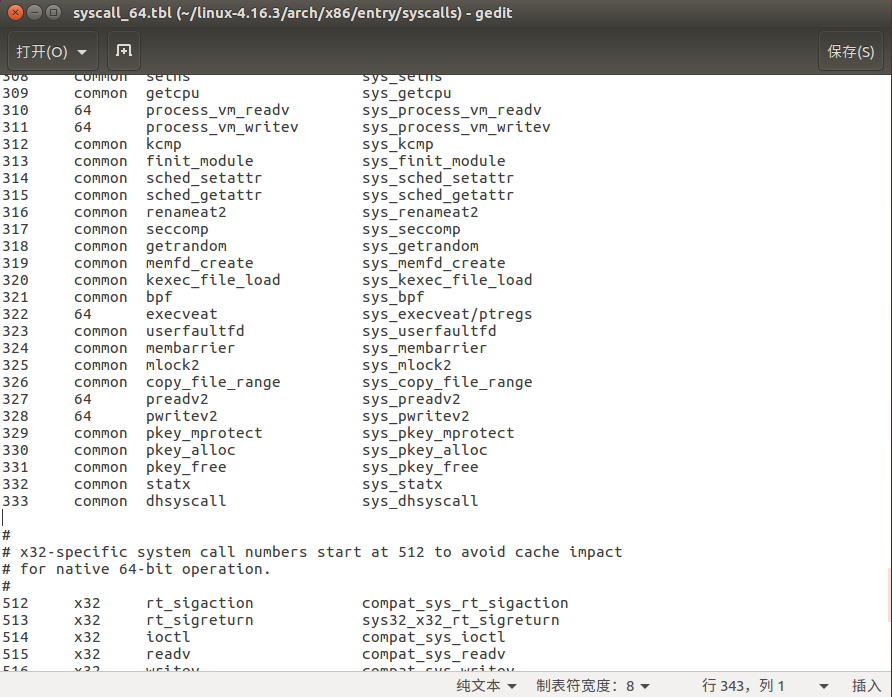 syscall_64.tbl (~/linux-4.16.3/arch/x86/entry/syscalls) - gedit
打开(O) 保存(S)
308 common setns sys_setns
309 common getcpu sys_getcpu
310 64 process_vm_readv sys_process_vm_readv
311 64 process_vm_writev sys_process_vm_writev
312 common kcmp sys_kcmp
313 common finit_module sys_finit_module
314 common sched_setattr sys_sched_setattr
315 common sched_getattr sys_sched_getattr
316 common renameat2 sys_renameat2
317 common seccomp sys_seccomp
318 common getrandom sys_getrandom
319 common memfd_create sys_memfd_create
320 common kexec_file_load sys_kexec_file_load
321 common bpf sys_bpf
322 64 execveat sys_execveat/ptregs
323 common userfaultfd sys_userfaultfd
324 common membarrier sys_membarrier
325 common mlock2 sys_mlock2
326 common copy_file_range sys_copy_file_range
327 64 preadv2 sys_preadv2
328 64 pwritev2 sys_pwritev2
329 common pkey_mprotect sys_pkey_mprotect
330 common pkey_alloc sys_pkey_alloc
331 common pkey_free sys_pkey_free
332 common statx sys_statx
333 common dhsyscall sys_dhsyscall
#
# x32-specific system call numbers start at 512 to avoid cache impact
# for native 64-bit operation.
#
512 x32 rt_sigaction compat_sys_rt_sigaction
513 x32 rt_sigreturn sys32_x32_rt_sigreturn
514 x32 ioctl compat_sys_ioctl
515 x32 readv compat_sys_readv
516 x32 writev compat_sys_writev
纯文本 制表符宽度：8 行 343，列 1 插入